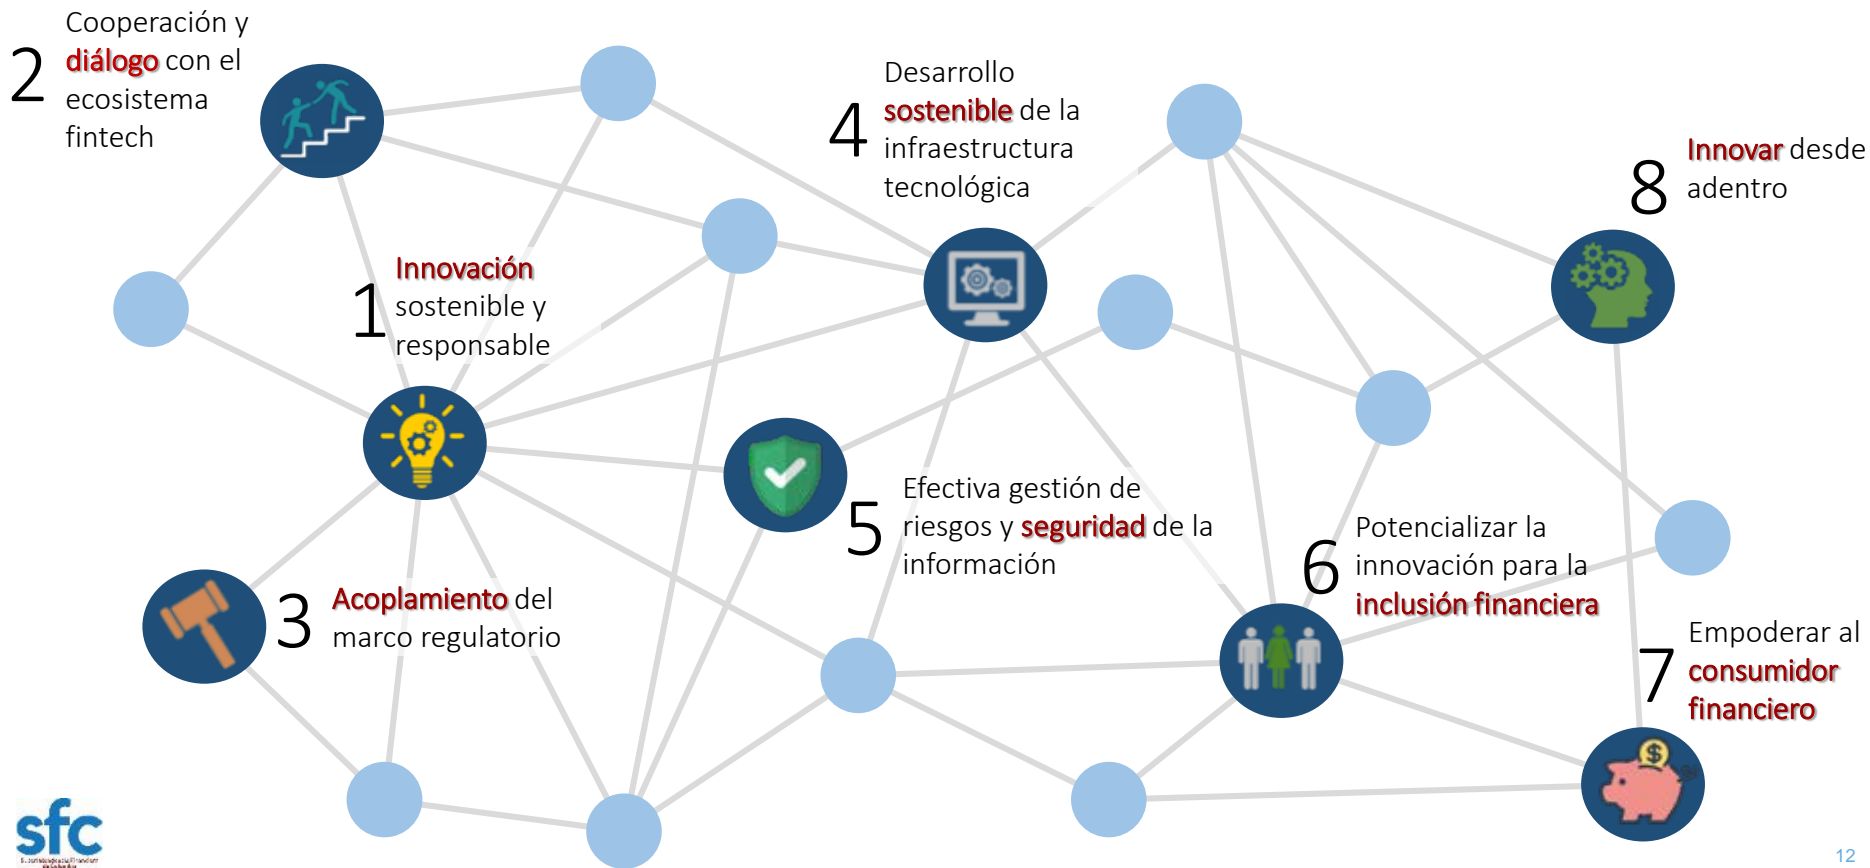 2
Cooperación y
diálogo con el
ecosistema
fintech
1
Innovación
sostenible y
responsable
3
Acoplamiento del
marco regulatorio
4
Desarrollo
sostenible de la
infraestructura
tecnológica
5
Efectiva gestión de
riesgos y seguridad de la
información
6
Potencializar la
innovación para la
inclusión financiera
8
Innovar desde
adentro
7
Empoderar al
consumidor
financiero
$
sfc
12